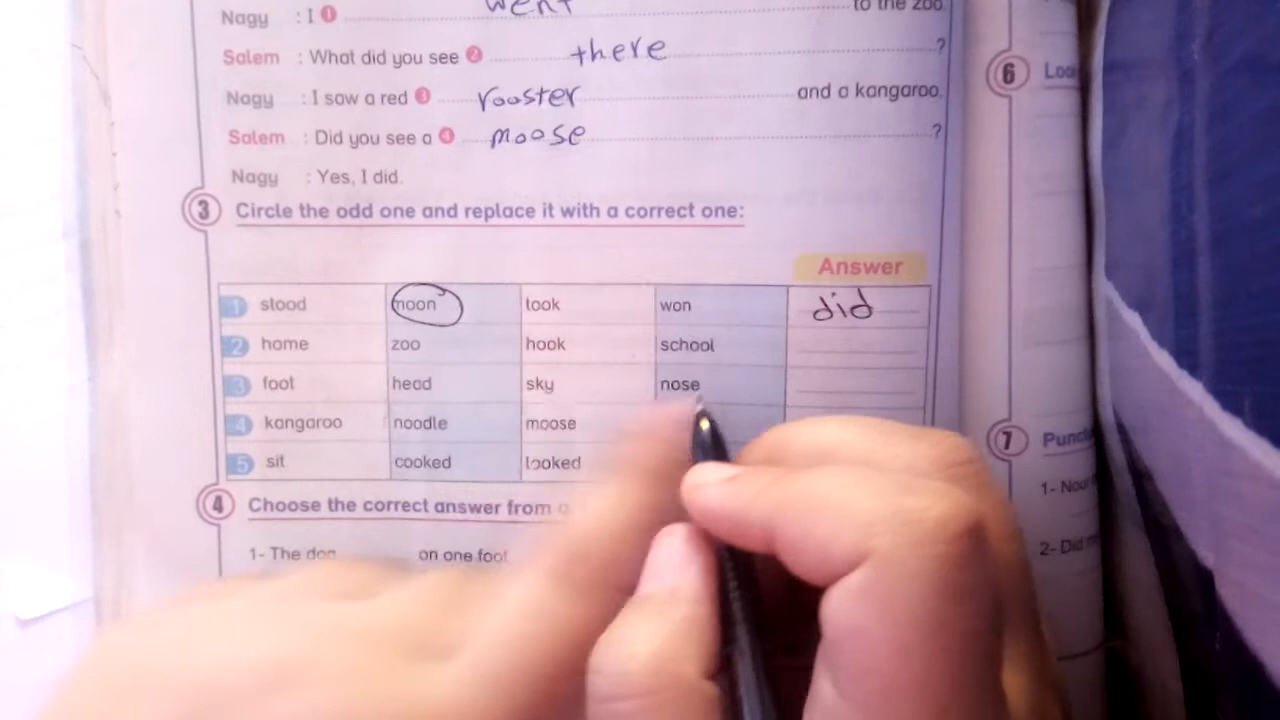 Nagy : I 1 went to the zoo.
Salem : What did you see 2 there ?
Nagy : I saw a red 3 rooster and a kangaroo.
Salem : Did you see a 4 moose ?
Nagy : Yes, I did.
3 Circle the odd one and replace it with a correct one:
Answer
1 stood noon took won did
2 home zoo hook school
3 foot head sky nose
4 kangaroo noodle moose
5 sit cooked looked
4 Choose the correct answer from
1- The dog on one foot
6
7
1-
2- Did